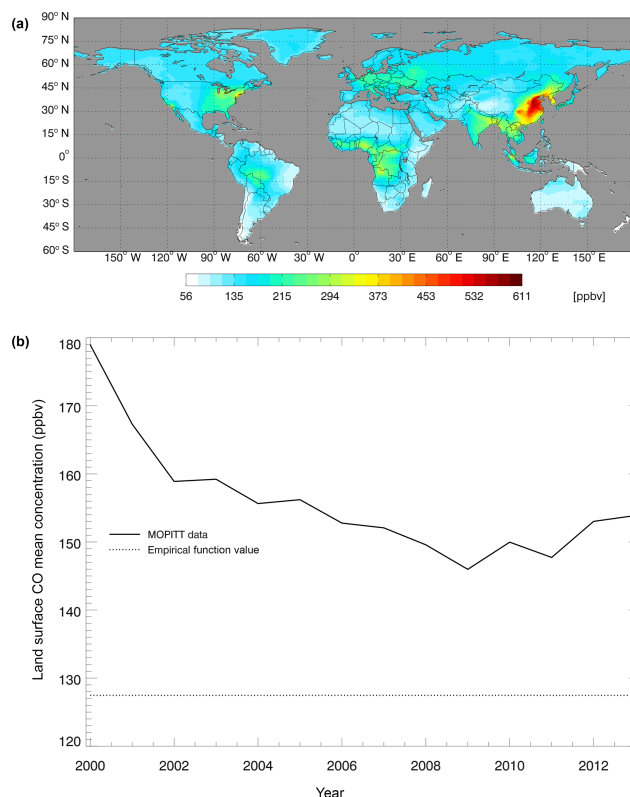 (a)
90° N
75° N
60° N
45° N
30° N
15° N
0°
15° S
30° S
45° S
60° S
150° W 120° W 90° W 60° W 30° W 0° 30° E 60° E 90° E 120° E 150° E
56 135 215 294 373 453 532 611 [ppbv]
(b)
180
170
160
150
140
130
120
Land surface CO mean concentration (ppbv)
MOPITT data
Empirical function value
2000 2002 2004 2006 2008 2010 2012
Year